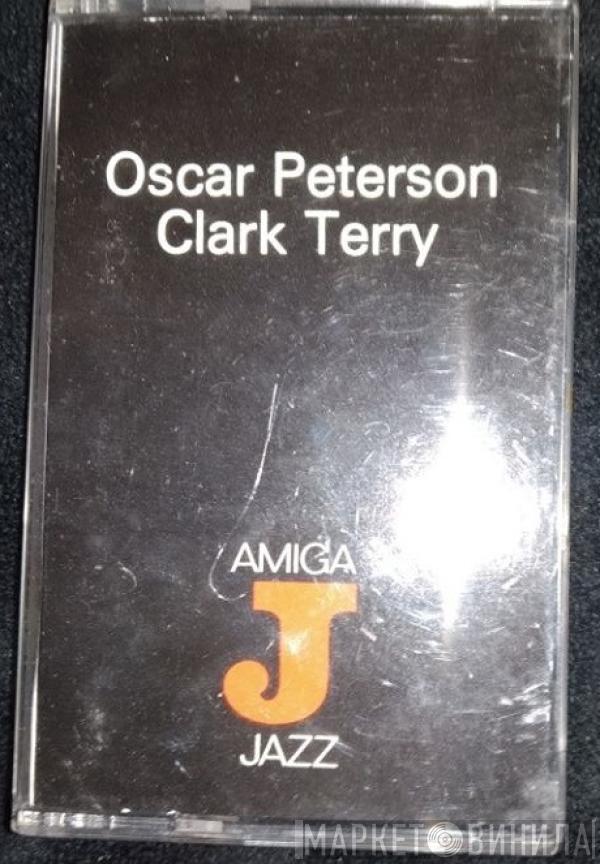 Oscar Peterson
Clark Terry
AMIGA
J
JAZZ
МАРКЕТ ВИНИЛА